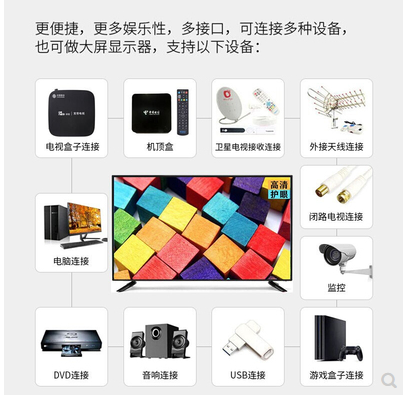 更便捷，更多娱乐性，多接口，可连接多种设备，
也可做大屏显示器，支持以下设备：
电视盒子连接
机顶盒
卫星电视接收连接
外接天线连接
高清
护眼
电脑连接
闭路电视连接
监控
DVD连接
音响连接
USB连接
游戏盒子连接